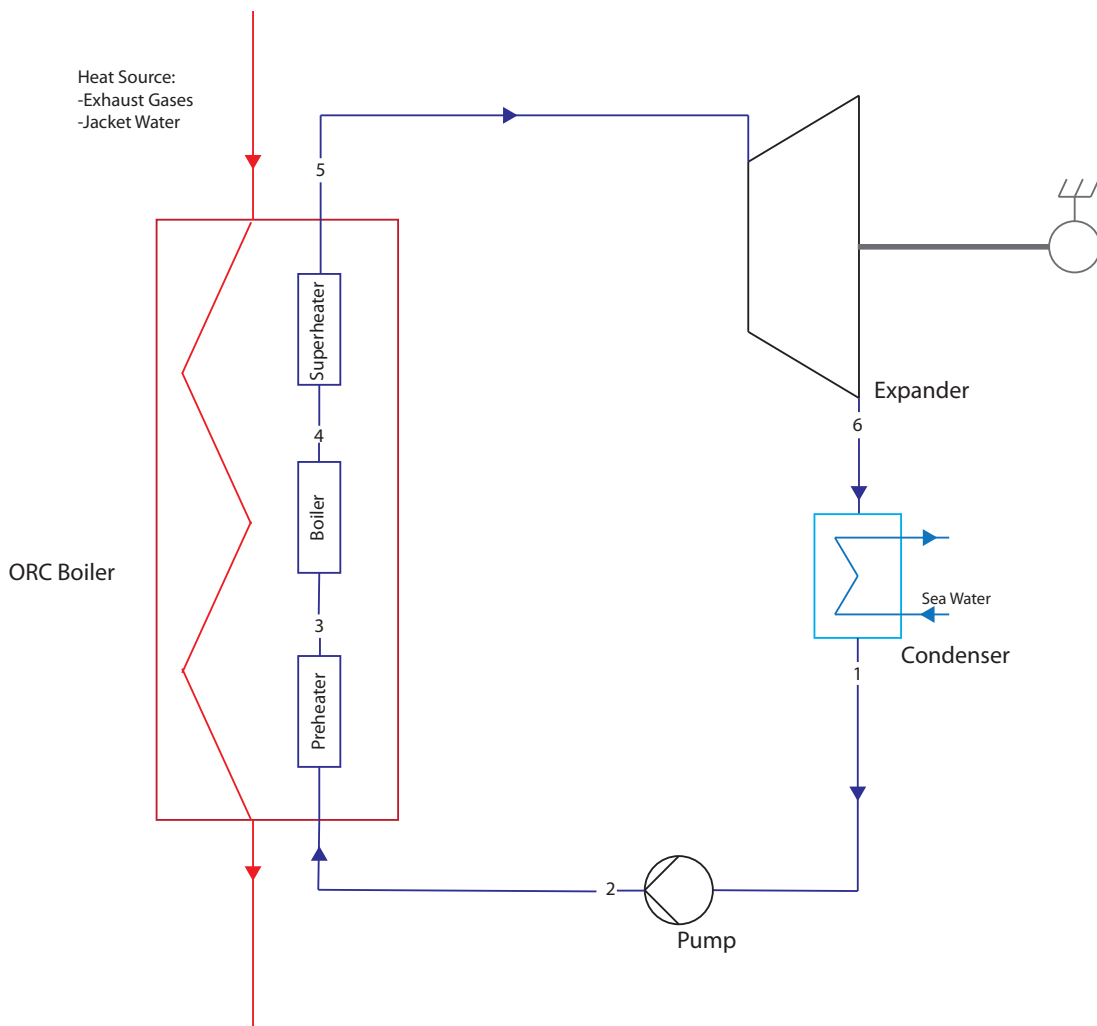 Heat Source:
-Exhaust Gases
-Jacket Water
5
Superheater
Expander
6
4
Boiler
ORC Boiler
Sea Water
3
Condenser
1
Preheater
2
Pump